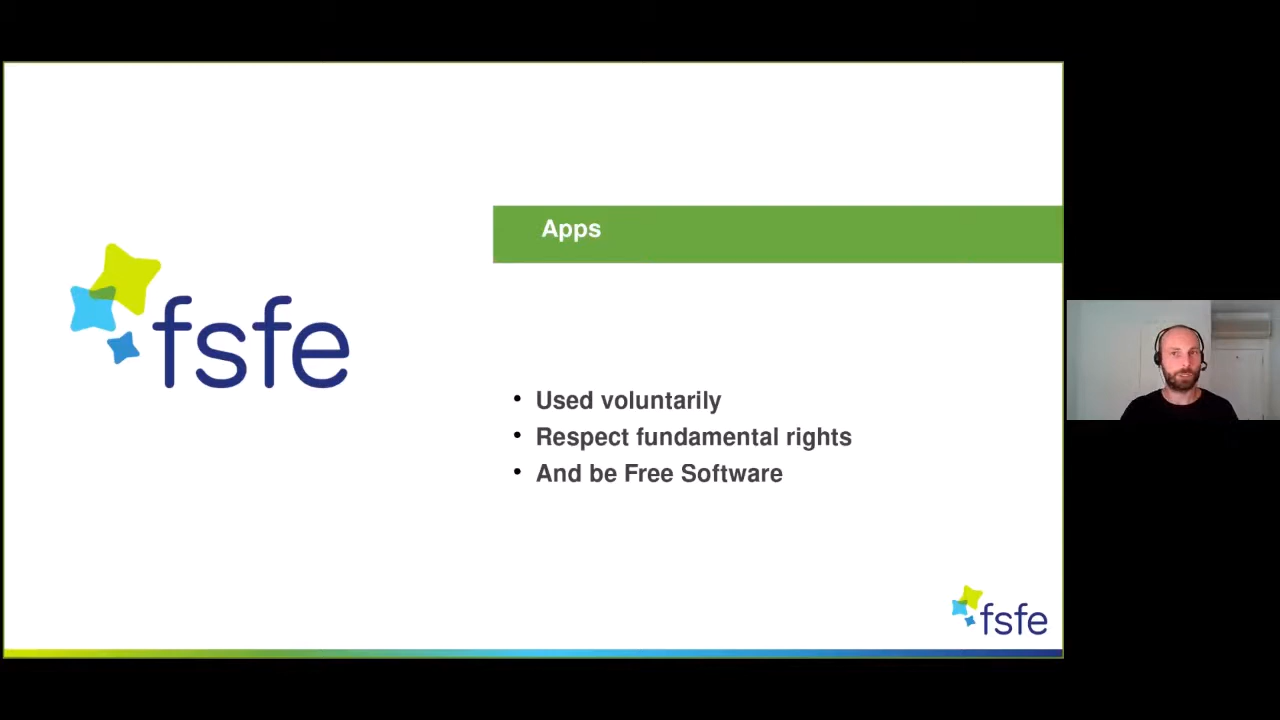 fsfe
Apps
Used voluntarily
Respect fundamental rights
And be Free Software
fsfe